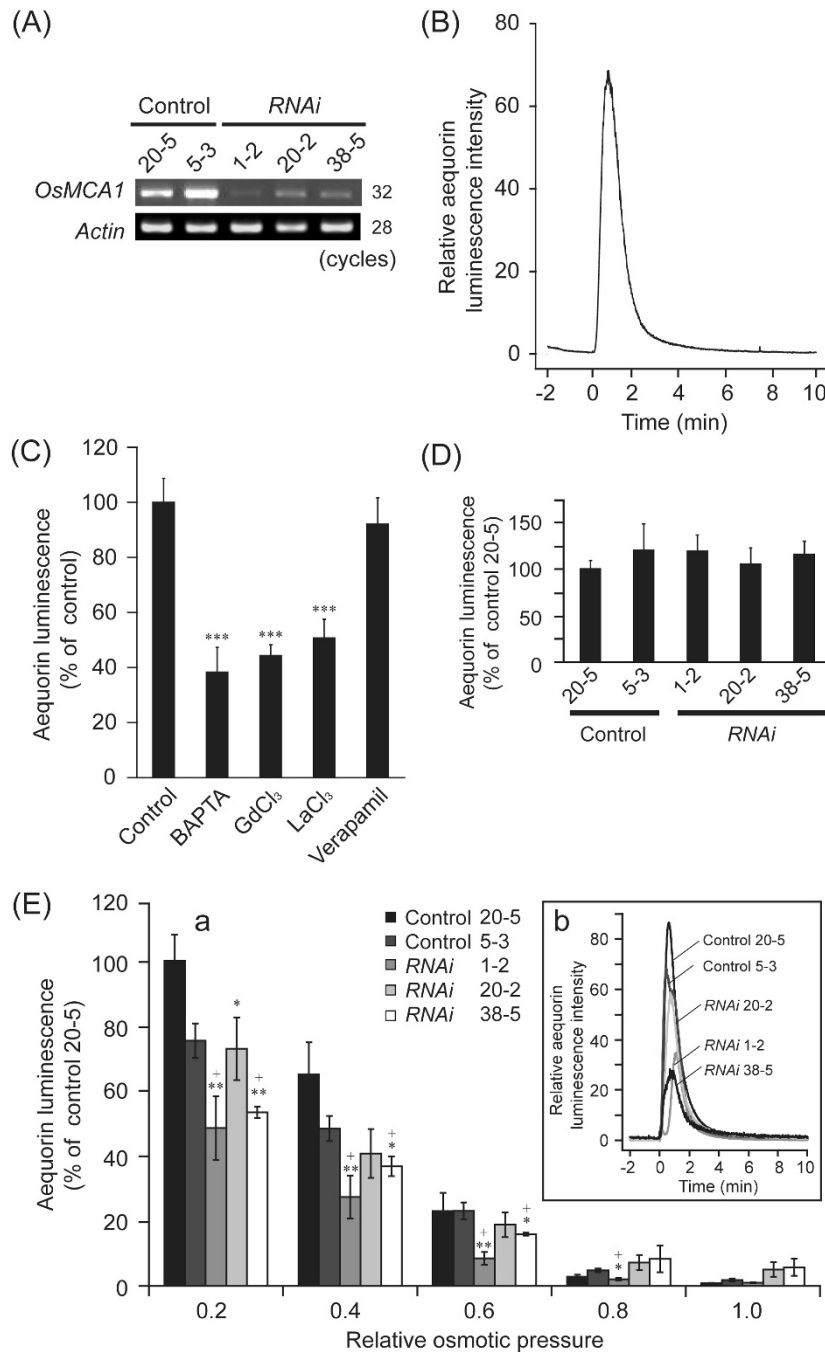 (A)
Control RNAi
20-5 5-3 1-2 20-2 38-5
OsMCA1 32
Actin 28
(cycles)
(B)
Relative aequorin
luminescence intensity
80
60
40
20
0
-2 0 2 4 6 8 10
Time (min)
(C)
Aequorin luminescence
(% of control)
120
100
80
60
40
20
0
*** *** ***
Control BAPTA GdCl₃ LaCl₃ Verapamil
(D)
Aequorin luminescence
(% of control 20-5)
150
100
50
0
20-5 5-3 1-2 20-2 38-5
Control RNAi
(E)
a
Aequorin luminescence
(% of control 20-5)
120
100
80
60
40
20
0
Control 20-5
Control 5-3
RNAi 1-2
RNAi 20-2
RNAi 38-5
+
**
*
+
**
+
**
+
*
+
**
+
*
+
*
0.2 0.4 0.6 0.8 1.0
Relative osmotic pressure
b
Relative aequorin
luminescence intensity
80
60
40
20
0
Control 20-5
Control 5-3
RNAi 20-2
RNAi 1-2
RNAi 38-5
-2 0 2 4 6 8 10
Time (min)